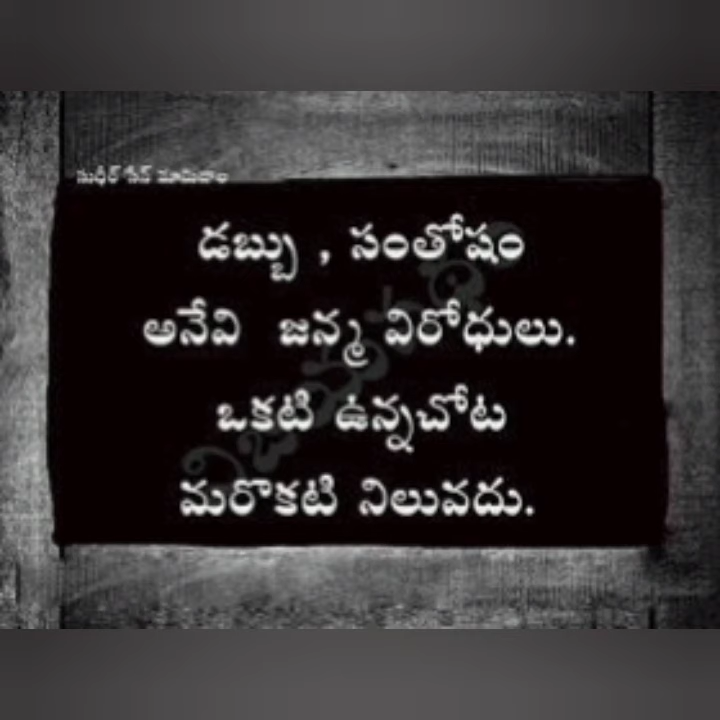 సుధీర్ సేన్
డబ్బు , సంతోషం
అనేవి జన్మ విరోధులు.
ఒకటి ఉన్నచోట
మరొకటి నిలువదు.